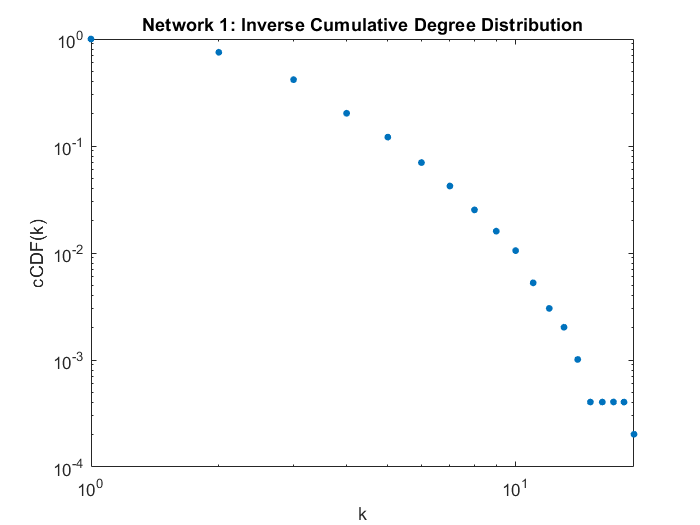 Network 1: Inverse Cumulative Degree Distribution
10^0
10^-1
10^-2
10^-3
10^-4
cCDF(k)
10^0 10^1
k